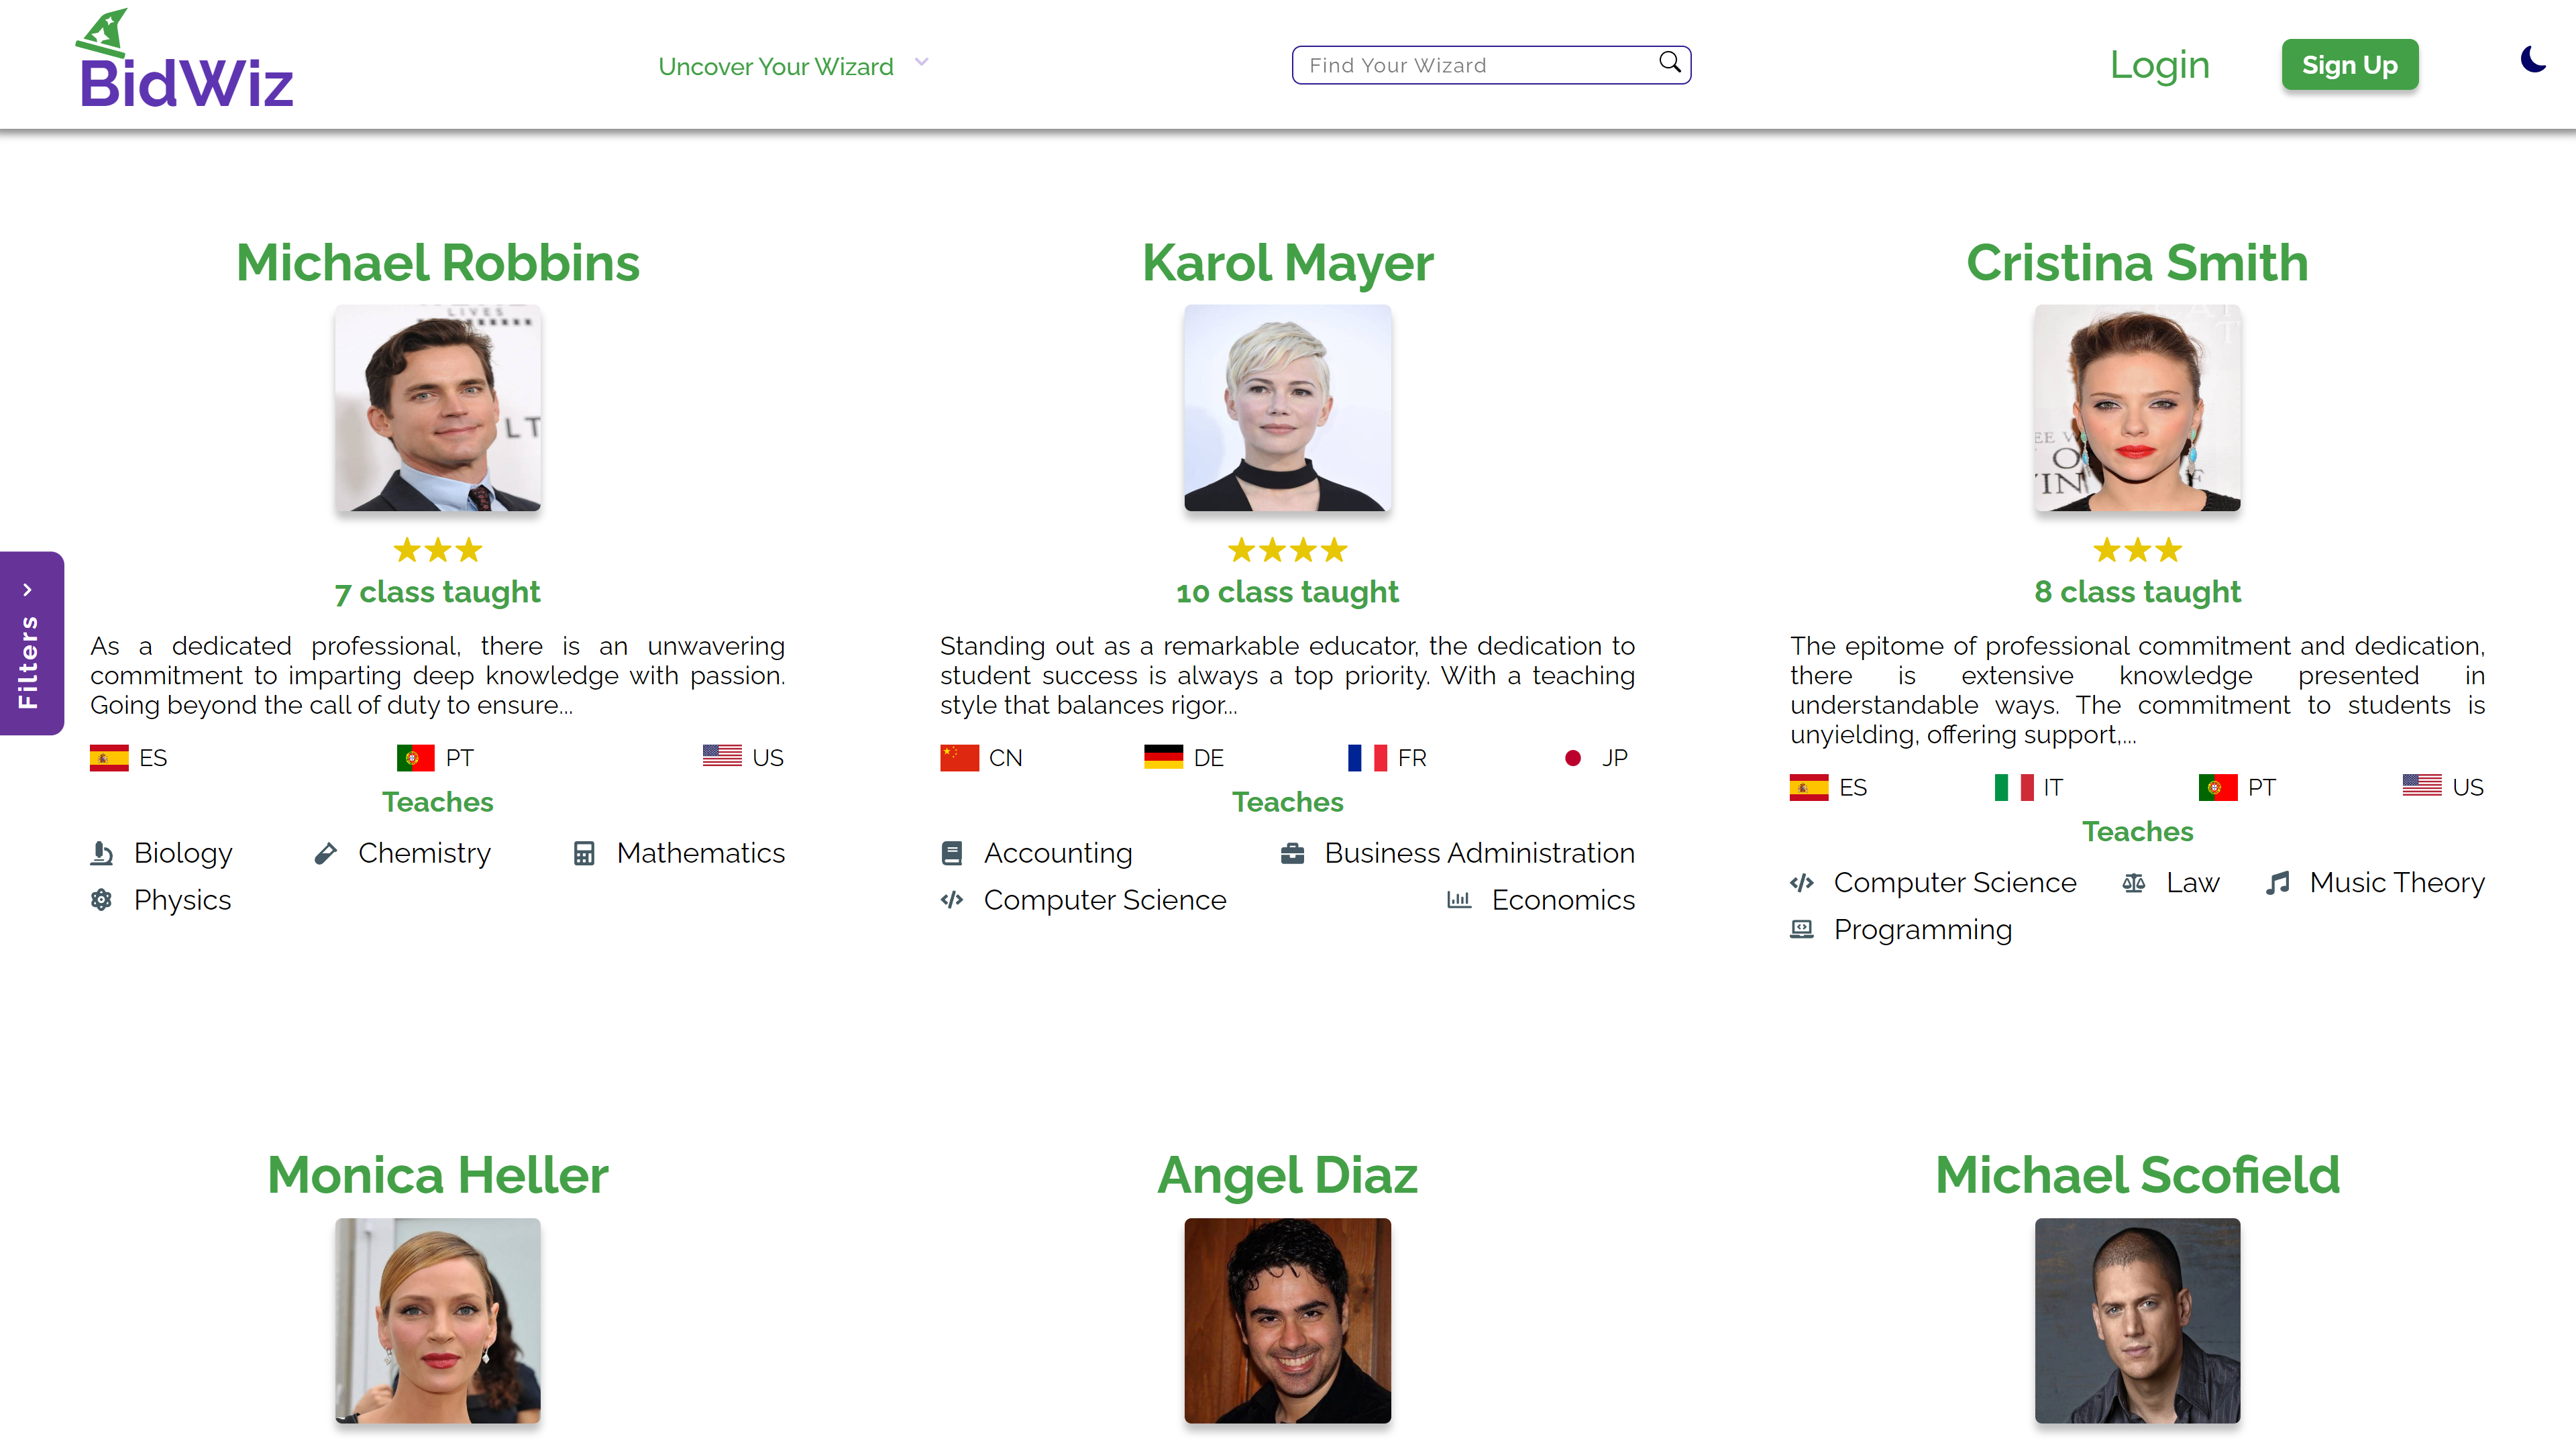 BidWiz
Uncover Your Wizard
Find Your Wizard
Login
Sign Up
Michael Robbins
Karol Mayer
Cristina Smith
LIVES
LT
EE V
O
F
VIN
7 class taught
10 class taught
8 class taught
Filters
As a dedicated professional, there is an unwavering
commitment to imparting deep knowledge with passion.
Going beyond the call of duty to ensure...
ES
PT
US
Teaches
Biology
Chemistry
Mathematics
Physics
Standing out as a remarkable educator, the dedication to
student success is always a top priority. With a teaching
style that balances rigor...
CN
DE
FR
JP
Teaches
Accounting
Business Administration
Computer Science
Economics
The epitome of professional commitment and dedication,
there is extensive knowledge presented in
understandable ways. The commitment to students is
unyielding, offering support,...
ES
IT
PT
US
Teaches
Computer Science
Law
Music Theory
Programming
Monica Heller
Angel Diaz
Michael Scofield